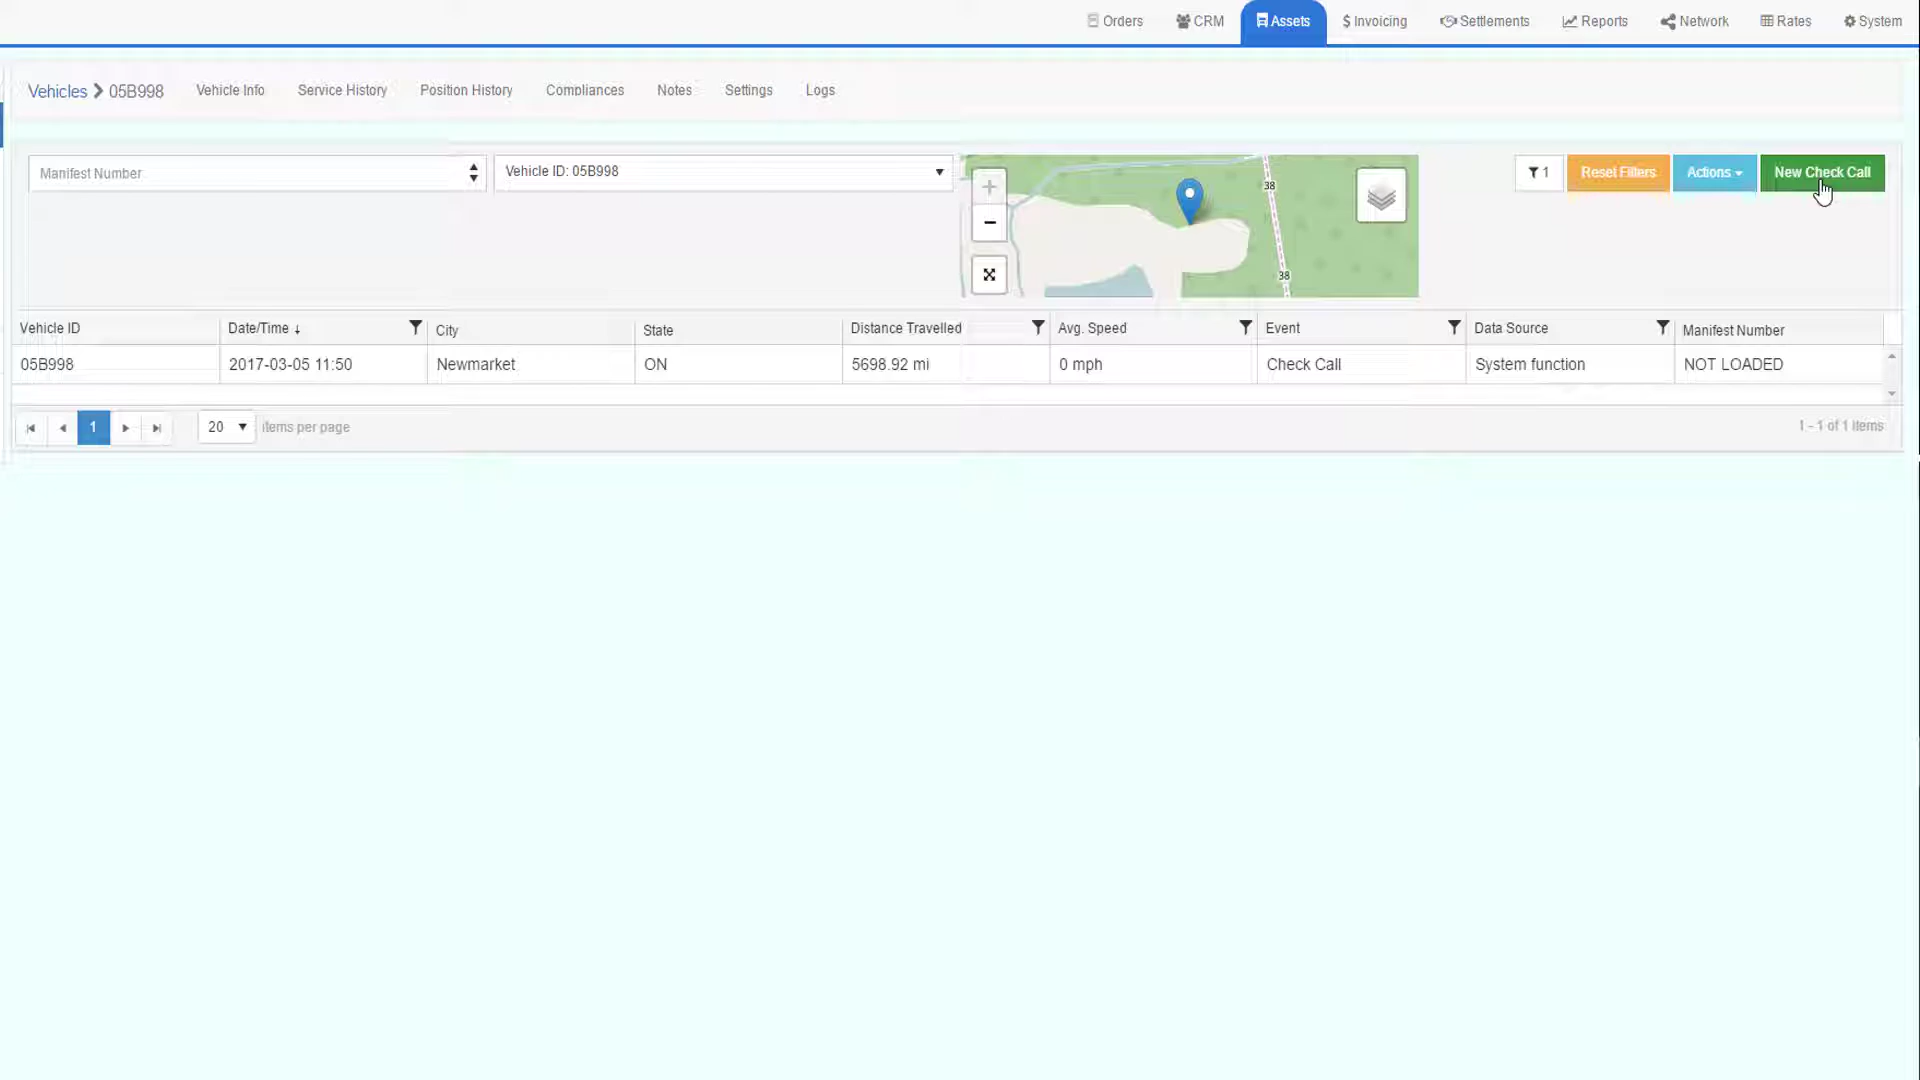 Orders CRM Assets $ Invoicing Settlements Reports Network Rates System
Vehicles 05B998 Vehicle Info Service History Position History Compliances Notes Settings Logs
Manifest Number Vehicle ID: 05B998 + − 38 38 1 Reset Filters Actions New Check Call
Vehicle ID Date/Time ↓ City State Distance Travelled Avg. Speed Event Data Source Manifest Number
05B998 2017-03-05 11:50 Newmarket ON 5698.92 mi 0 mph Check Call System function NOT LOADED
1 20 items per page 1 - 1 of 1 items